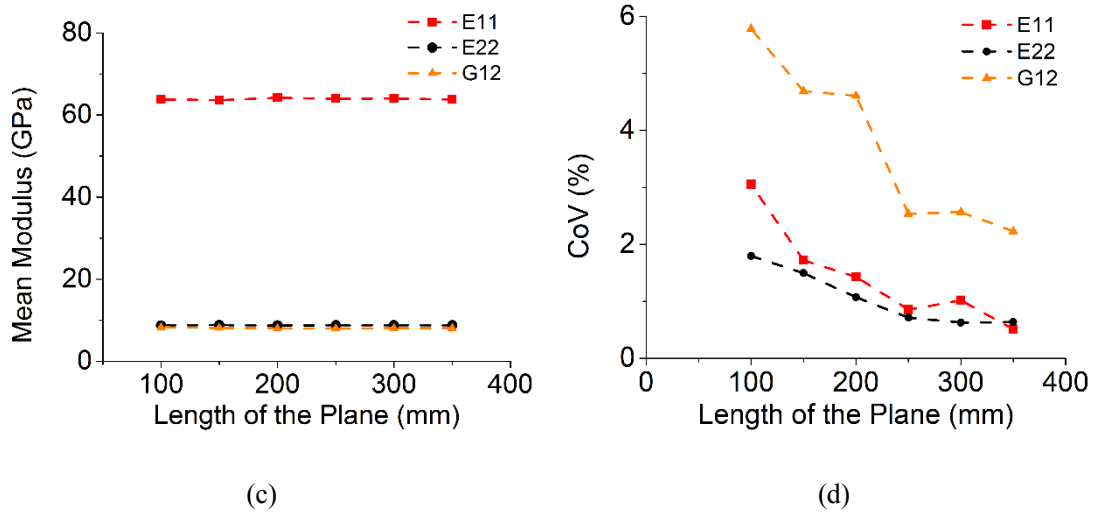 80
60
40
20
0
Mean Modulus (GPa)
E11
E22
G12
100
200
300
400
Length of the Plane (mm)
(c)
6
4
2
0
CoV (%)
E11
E22
G12
0
100
200
300
400
Length of the Plane (mm)
(d)